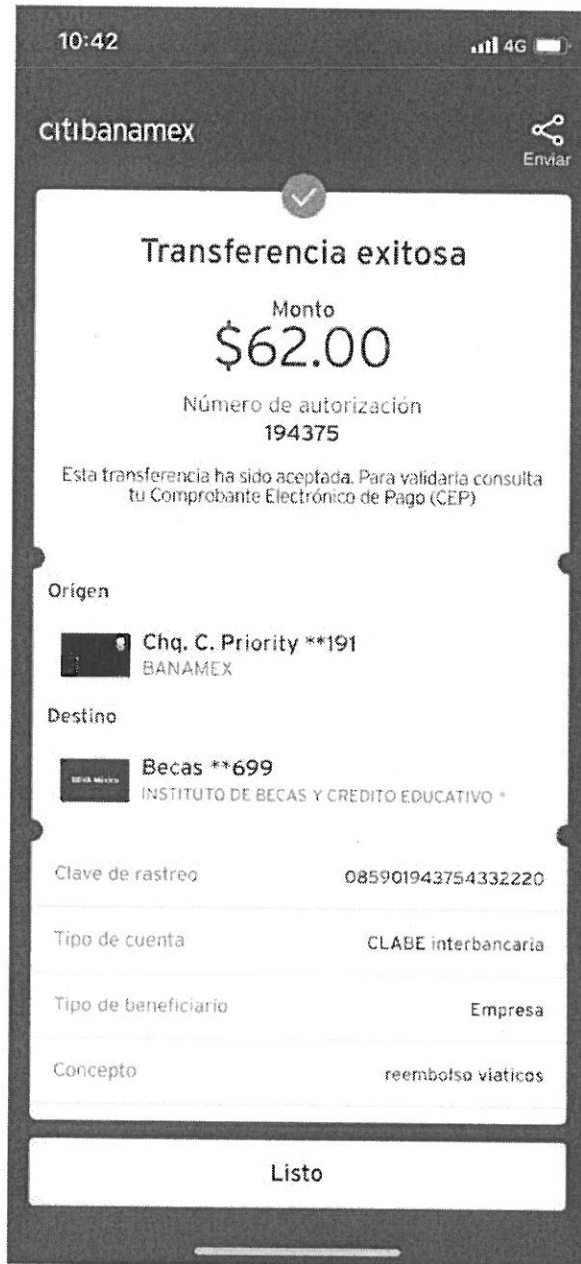 10:42
4G
citibanamex
Enviar
Transferencia exitosa
Monto
$62.00
Número de autorización
194375
Esta transferencia ha sido aceptada. Para validarla consulta
tu Comprobante Electrónico de Pago (CEP)
Orígen
Chq. C. Priority **191
BANAMEX
Destino
BBVA México
Becas **699
INSTITUTO DE BECAS Y CREDITO EDUCATIVO *
Clave de rastreo
085901943754332220
Tipo de cuenta
CLABE interbancaria
Tipo de beneficiario
Empresa
Concepto
reembolso viaticos
Listo